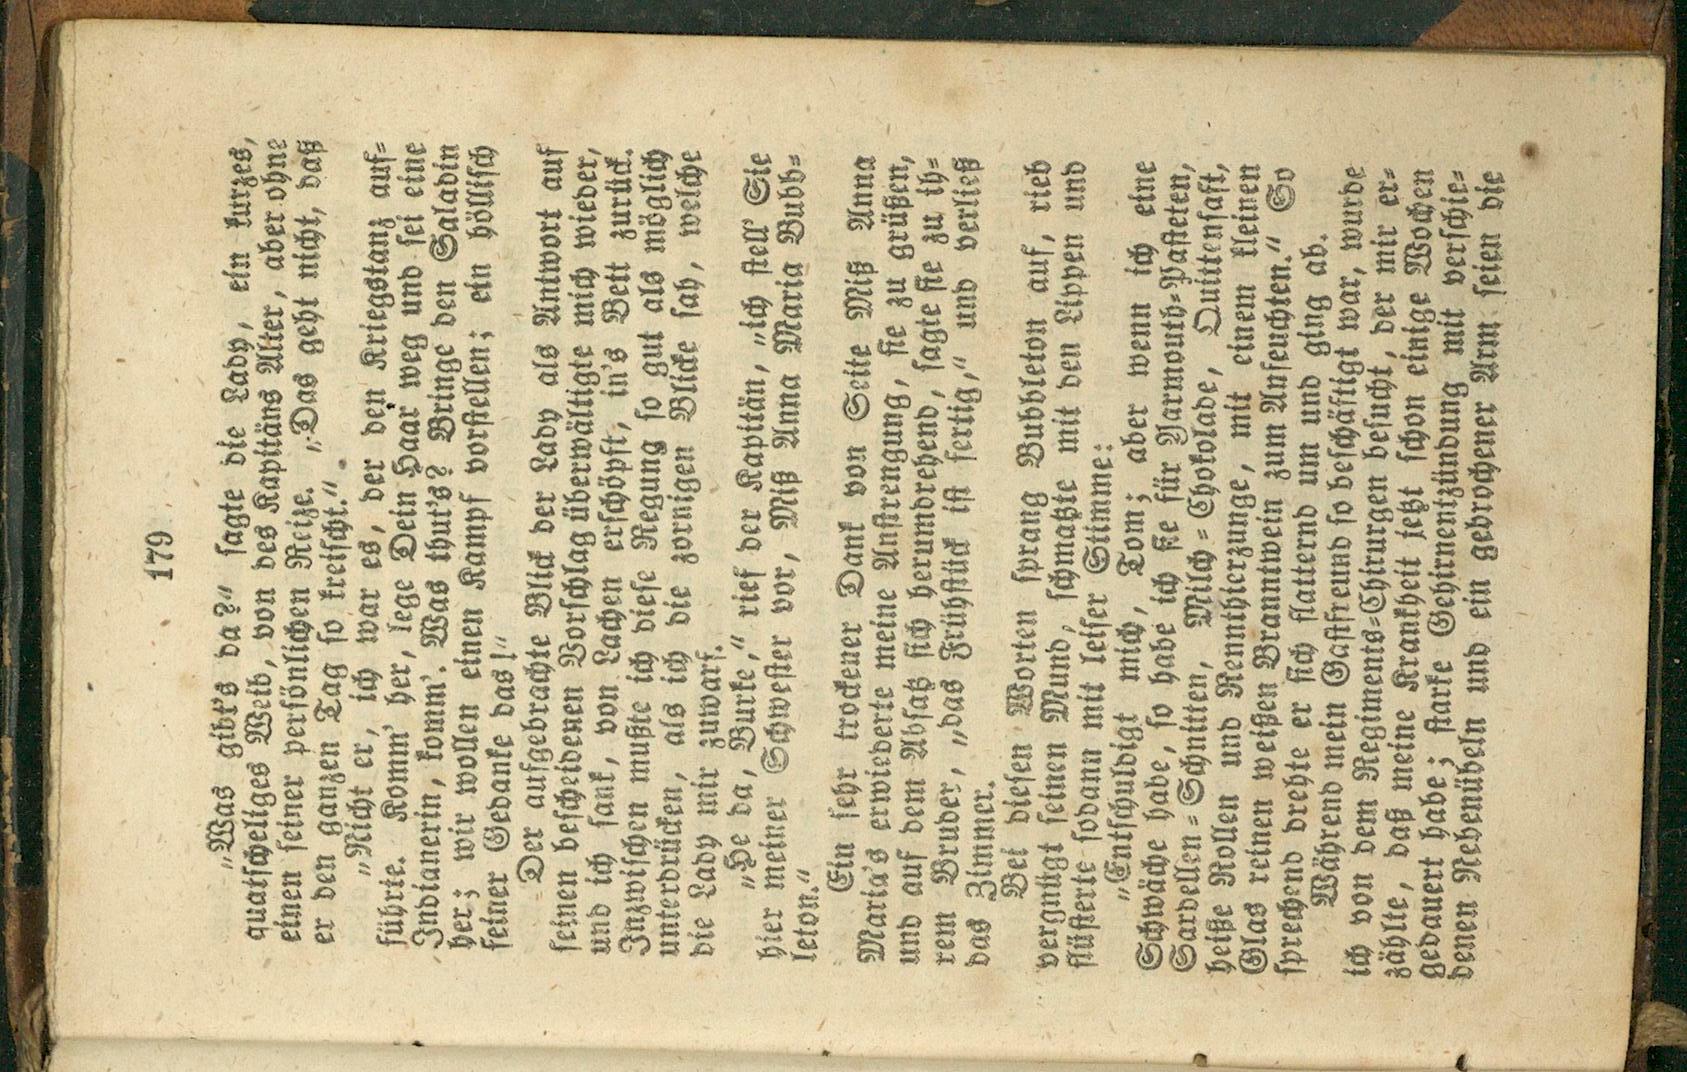 179
„Was gibt's da?" sagte die Lady, ein kurzes,
quatscheliges Weib, von des Kapitäns Alter, aber ohne
einen seiner persönlichen Reize. „Das geht nicht, daß
er den ganzen Tag so kreischt."
„Nicht er, ich war es, der den Kriegstanz auf-
führte. Komm' her, lege Dein Haar weg und sei eine
Indianerin, komm'. Was thut's? Bringe den Saladin
her; wir wollen einen Kampf vorstellen; ein höllisch
feiner Gedanke das!"
Der aufgebrachte Blick der Lady als Antwort auf
seinen bescheidenen Vorschlag überwältigte mich wieder,
und ich sank, von Lachen erschöpft, in's Bett zurück.
Inzwischen mußte ich diese Regung so gut als möglich
unterdrücken, als ich die zornigen Blicke sah, welche
die Lady mir zuwarf.
„He da, Burke," rief der Kapitän, „ich stell' Sie
hier meiner Schwester vor, Miß Anna Maria Bubb-
leton."
Ein sehr trockener Dank von Seite Miß Anna
Maria's erwiederte meine Anstrengung, sie zu grüßen,
und auf dem Absatz sich herumdrehend, sagte sie zu ih-
rem Bruder, „das Frühstück ist fertig," und verließ
das Zimmer.
Bei diesen Worten sprang Bubbleton auf, rieb
vergnügt seinen Mund, schmatzte mit den Lippen und
flüsterte sodann mit leiser Stimme:
„Entschuldigt mich, Tom; aber wenn ich eine
Schwäche habe, so habe ich sie für Yarmouth-Pasteten,
Sardellen-Schnitten, Milch-Chokolade, Quittensaft,
heiße Rollen und Rennthierzunge, mit einem kleinen
Glas reinen weißen Branntwein zum Anfeuchten." So
sprechend drehte er sich flatternd um und ging ab.
Während mein Gastfreund so beschäftigt war, wurde
ich von dem Regiments-Chirurgen besucht, der mir er-
zählte, daß meine Krankheit jetzt schon einige Wochen
gedauert habe; starke Gehirnentzündung mit verschie-
denen Nebenübeln und ein gebrochener Arm seien die